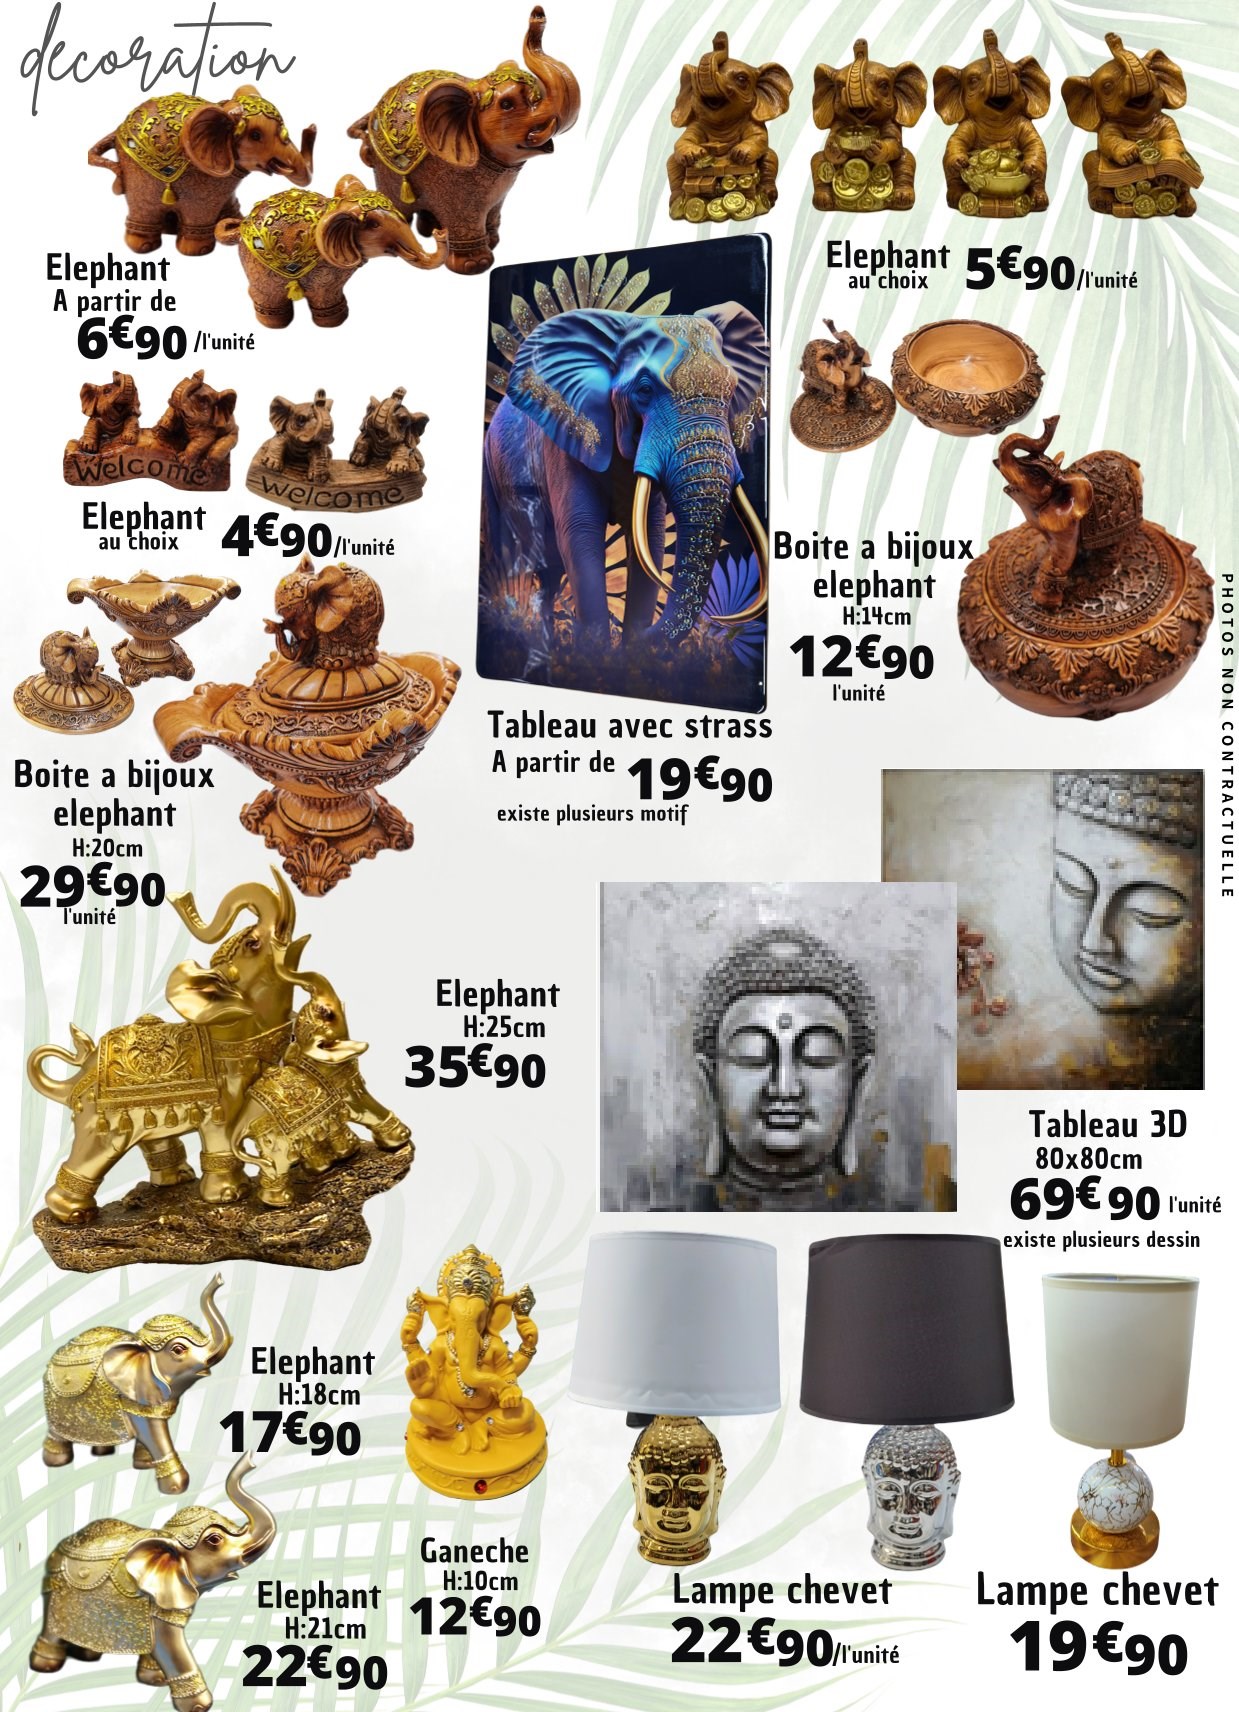 decoration
Elephant
A partir de
6€90 /l'unité
Elephant
au choix
5€90/l'unité
Welcome
Welcome
Elephant
au choix
4€90/l'unité
Boite a bijoux
elephant
H:14cm
12€90
l'unité
Tableau avec strass
A partir de 19€90
existe plusieurs motif
Boite a bijoux
elephant
H:20cm
29€90
l'unité
PHOTOS NON CONTRACTUELLE
Elephant
H:25cm
35€90
Tableau 3D
80x80cm
69€90 l'unité
existe plusieurs dessin
Elephant
H:18cm
17€90
Ganeche
H:10cm
12€90
Elephant
H:21cm
22€90
Lampe chevet
22€90/l'unité
Lampe chevet
19€90